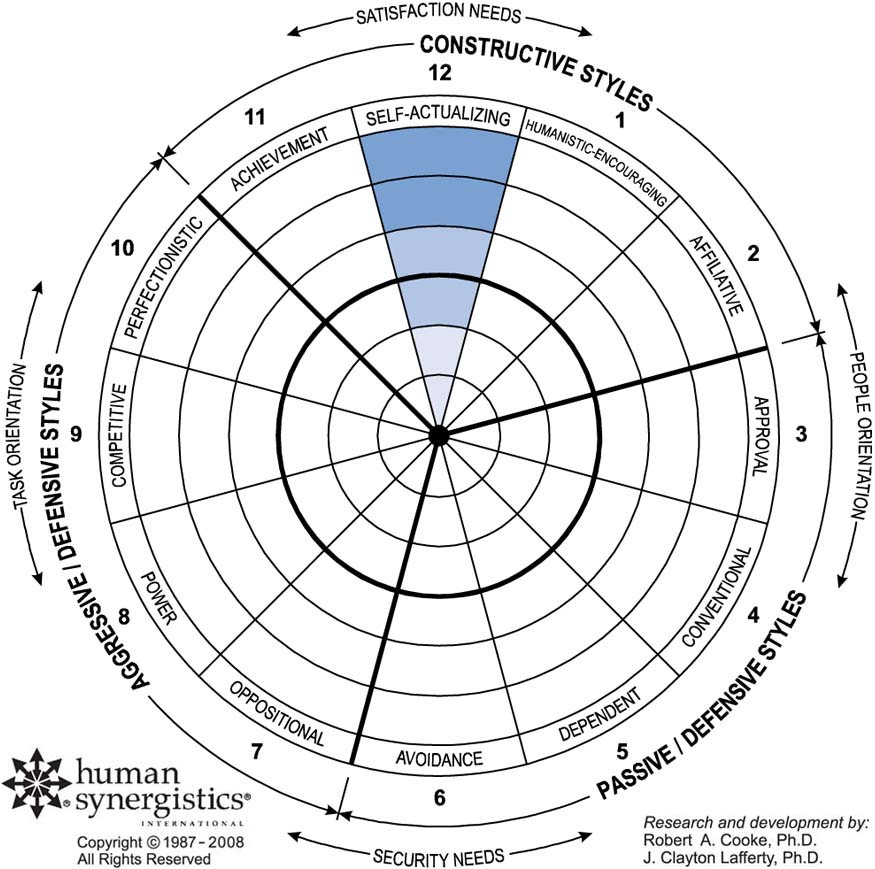 SATISFACTION NEEDS
CONSTRUCTIVE STYLES
12
11
1
SELF-ACTUALIZING
HUMANISTIC-ENCOURAGING
ACHIEVEMENT
10
2
PERFECTIONISTIC
AFFILIATIVE
TASK ORIENTATION
AGGRESSIVE / DEFENSIVE STYLES
9
COMPETITIVE
APPROVAL
3
PEOPLE ORIENTATION
8
POWER
CONVENTIONAL
4
OPPOSITIONAL
DEPENDENT
7
AVOIDANCE
5
PASSIVE / DEFENSIVE STYLES
6
human
synergistics®
INTERNATIONAL
Copyright © 1987 – 2008
All Rights Reserved
SECURITY NEEDS
Research and development by:
Robert A. Cooke, Ph.D.
J. Clayton Lafferty, Ph.D.